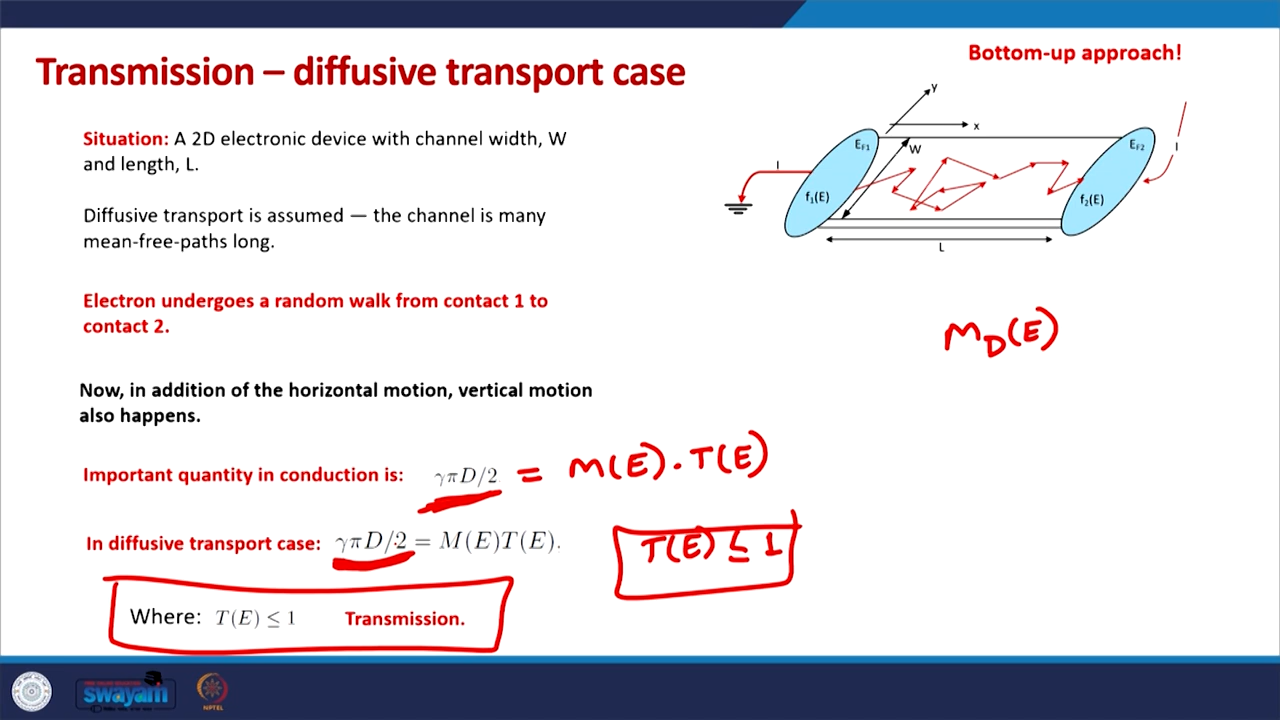 Transmission – diffusive transport case
Bottom-up approach!
Situation: A 2D electronic device with channel width, W
and length, L.
Diffusive transport is assumed — the channel is many
mean-free-paths long.
Electron undergoes a random walk from contact 1 to
contact 2.
Now, in addition of the horizontal motion, vertical motion
also happens.
Important quantity in conduction is: γπD/2 = M(E) · T(E)
In diffusive transport case: γπD/2 = M(E)T(E).
T(E) ≤ 1
Where: T(E) ≤ 1 Transmission.
y
x
E_F1
W
E_F2
I
I
f₁(E)
f₂(E)
L
M_D(E)
swayam
NPTEL